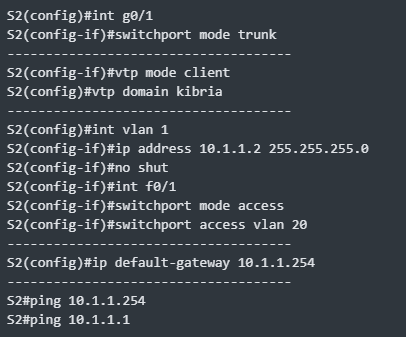 S2(config)#int g0/1
S2(config-if)#switchport mode trunk
------------------------------------
S2(config-if)#vtp mode client
S2(config)#vtp domain kibria
------------------------------------
S2(config)#int vlan 1
S2(config-if)#ip address 10.1.1.2 255.255.255.0
S2(config-if)#no shut
S2(config-if)#int f0/1
S2(config-if)#switchport mode access
S2(config-if)#switchport access vlan 20
------------------------------------
S2(config)#ip default-gateway 10.1.1.254
------------------------------------
S2#ping 10.1.1.254
S2#ping 10.1.1.1